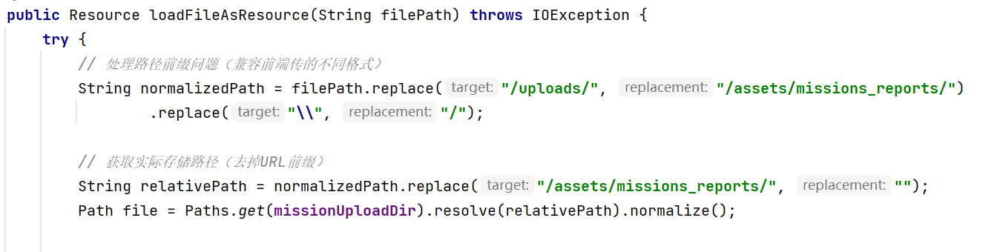 public Resource loadFileAsResource(String filePath) throws IOException {
try {
// 处理路径前缀问题（兼容前端传的不同格式）
String normalizedPath = filePath.replace( target: "/uploads/", replacement: "/assets/missions_reports/")
.replace( target: "\\", replacement: "/");
// 获取实际存储路径（去掉URL前缀）
String relativePath = normalizedPath.replace( target: "/assets/missions_reports/", replacement: "");
Path file = Paths.get(missionUploadDir).resolve(relativePath).normalize();